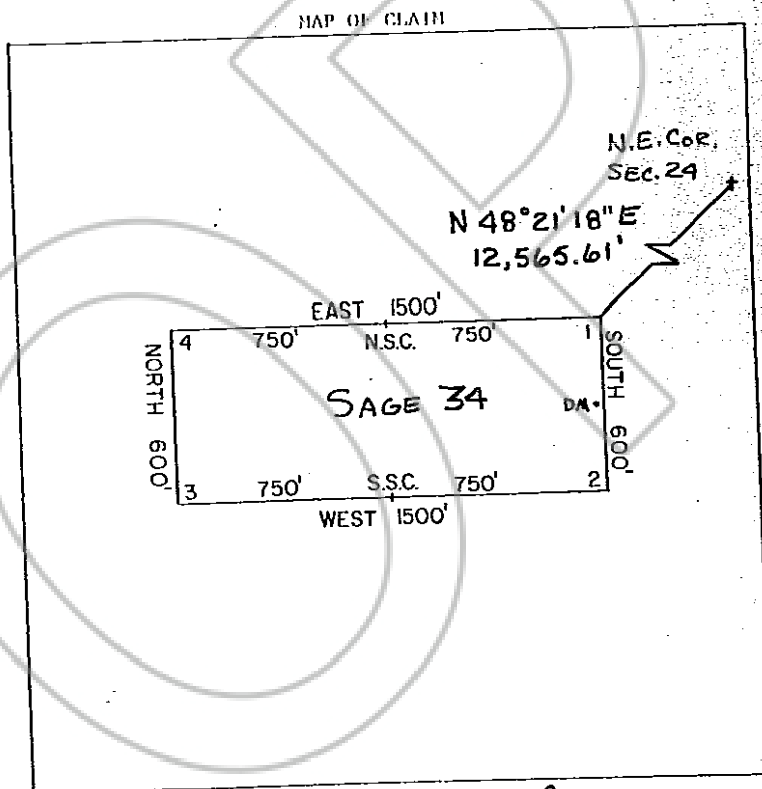 MAP OF CLAIM
N.E. COR.
SEC. 24
N 48°21'18" E
12,565.61'
EAST 1500'
4 750' N.S.C. 750' 1
NORTH 600'
SAGE 34
DM.
SOUTH 600'
3 750' S.S.C. 750' 2
WEST 1500'